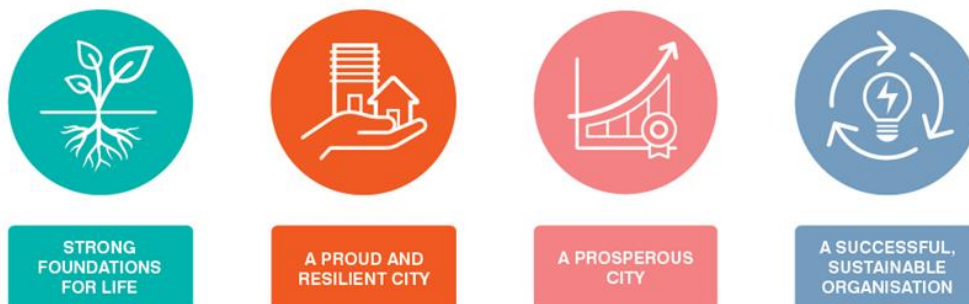 STRONG
FOUNDATIONS
FOR LIFE
A PROUD AND
RESILIENT CITY
A PROSPEROUS
CITY
A SUCCESSFUL,
SUSTAINABLE
ORGANISATION